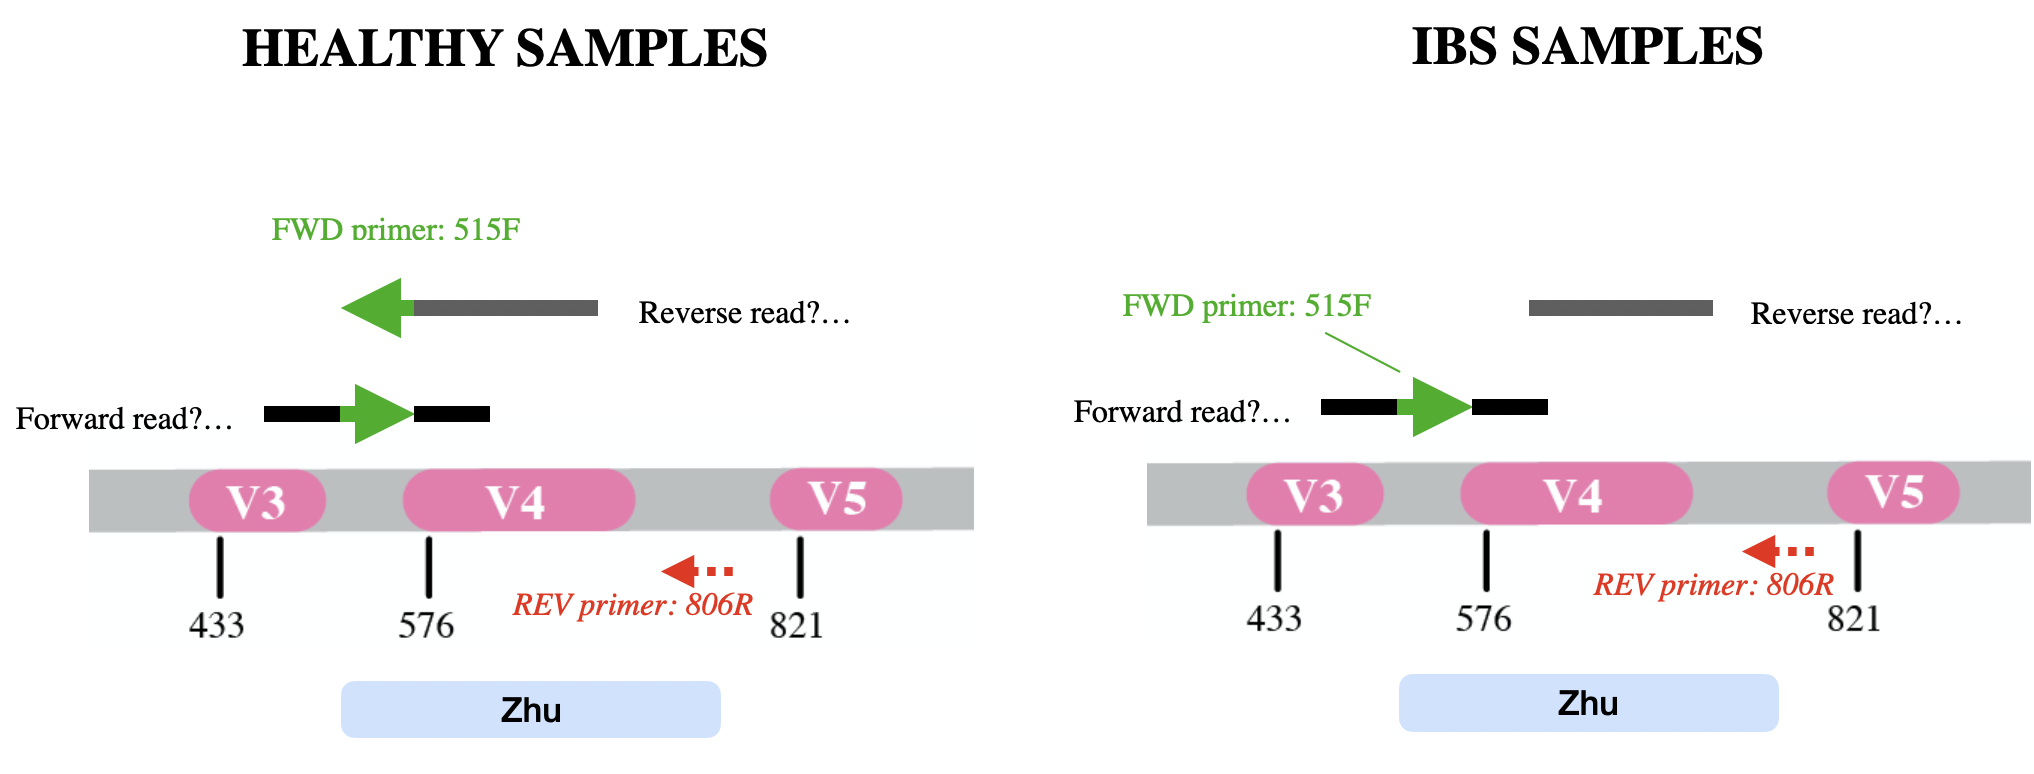 HEALTHY SAMPLES
FWD primer: 515F
Reverse read?...
Forward read?...
V3 V4 V5
REV primer: 806R
433 576 821
Zhu
IBS SAMPLES
FWD primer: 515F
Reverse read?...
Forward read?...
V3 V4 V5
REV primer: 806R
433 576 821
Zhu